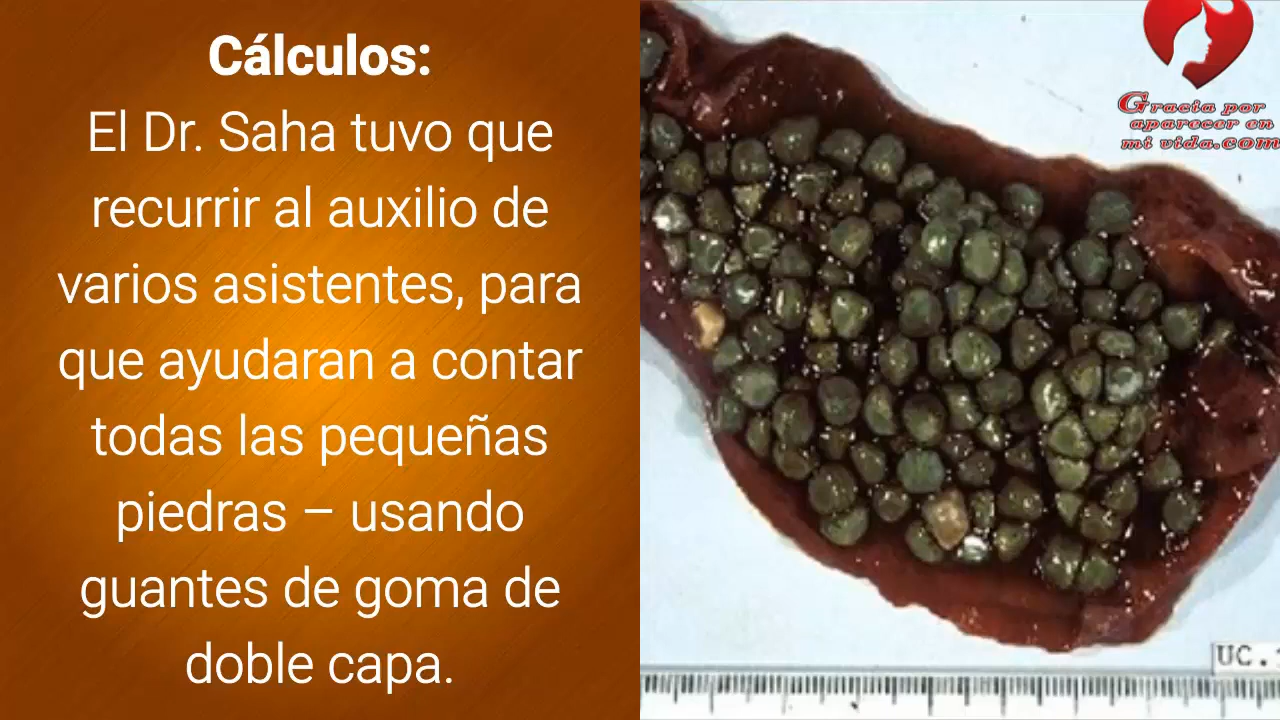 Cálculos:
El Dr. Saha tuvo que
recurrir al auxilio de
varios asistentes, para
que ayudaran a contar
todas las pequeñas
piedras – usando
guantes de goma de
doble capa.
Gracia por
aparecer en
mi vida.com
UC.